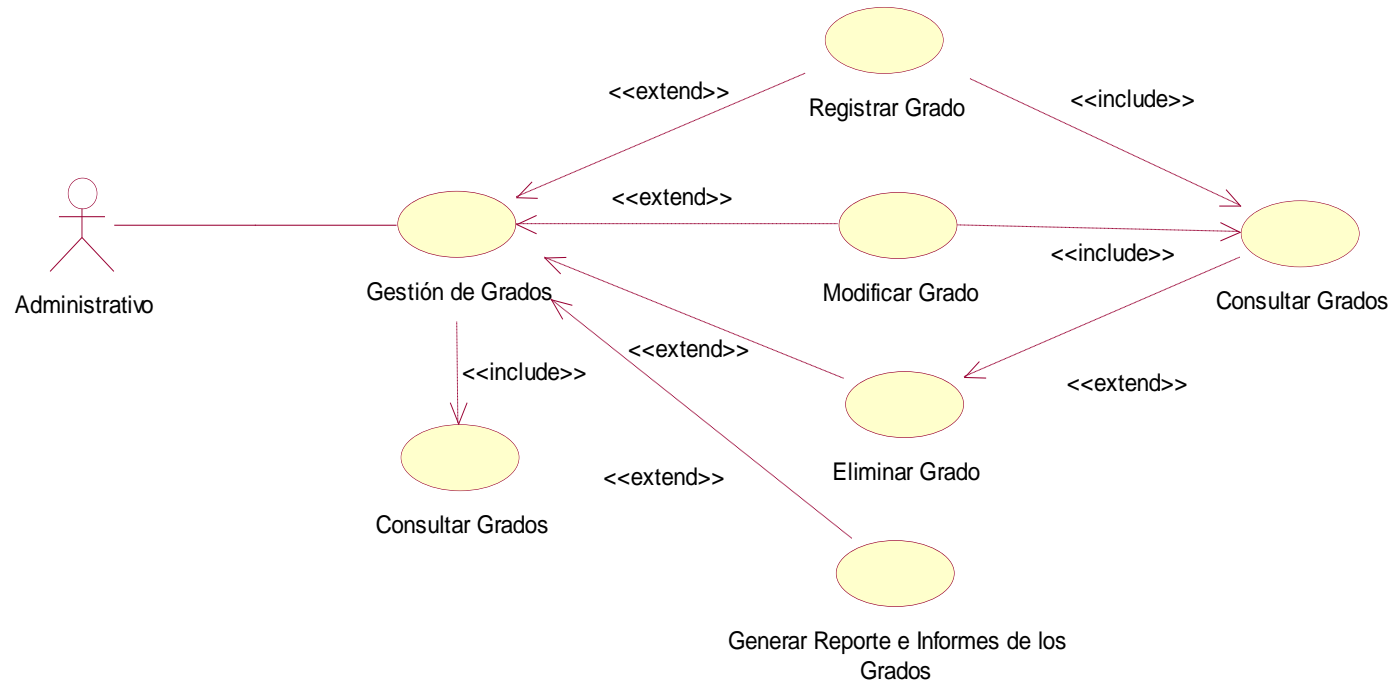 <<extend>>
Registrar Grado
<<include>>
<<extend>>
Administrativo
Gestión de Grados
Modificar Grado
<<include>>
Consultar Grados
<<extend>>
<<include>>
<<extend>>
Eliminar Grado
<<extend>>
Consultar Grados
Generar Reporte e Informes de los
Grados